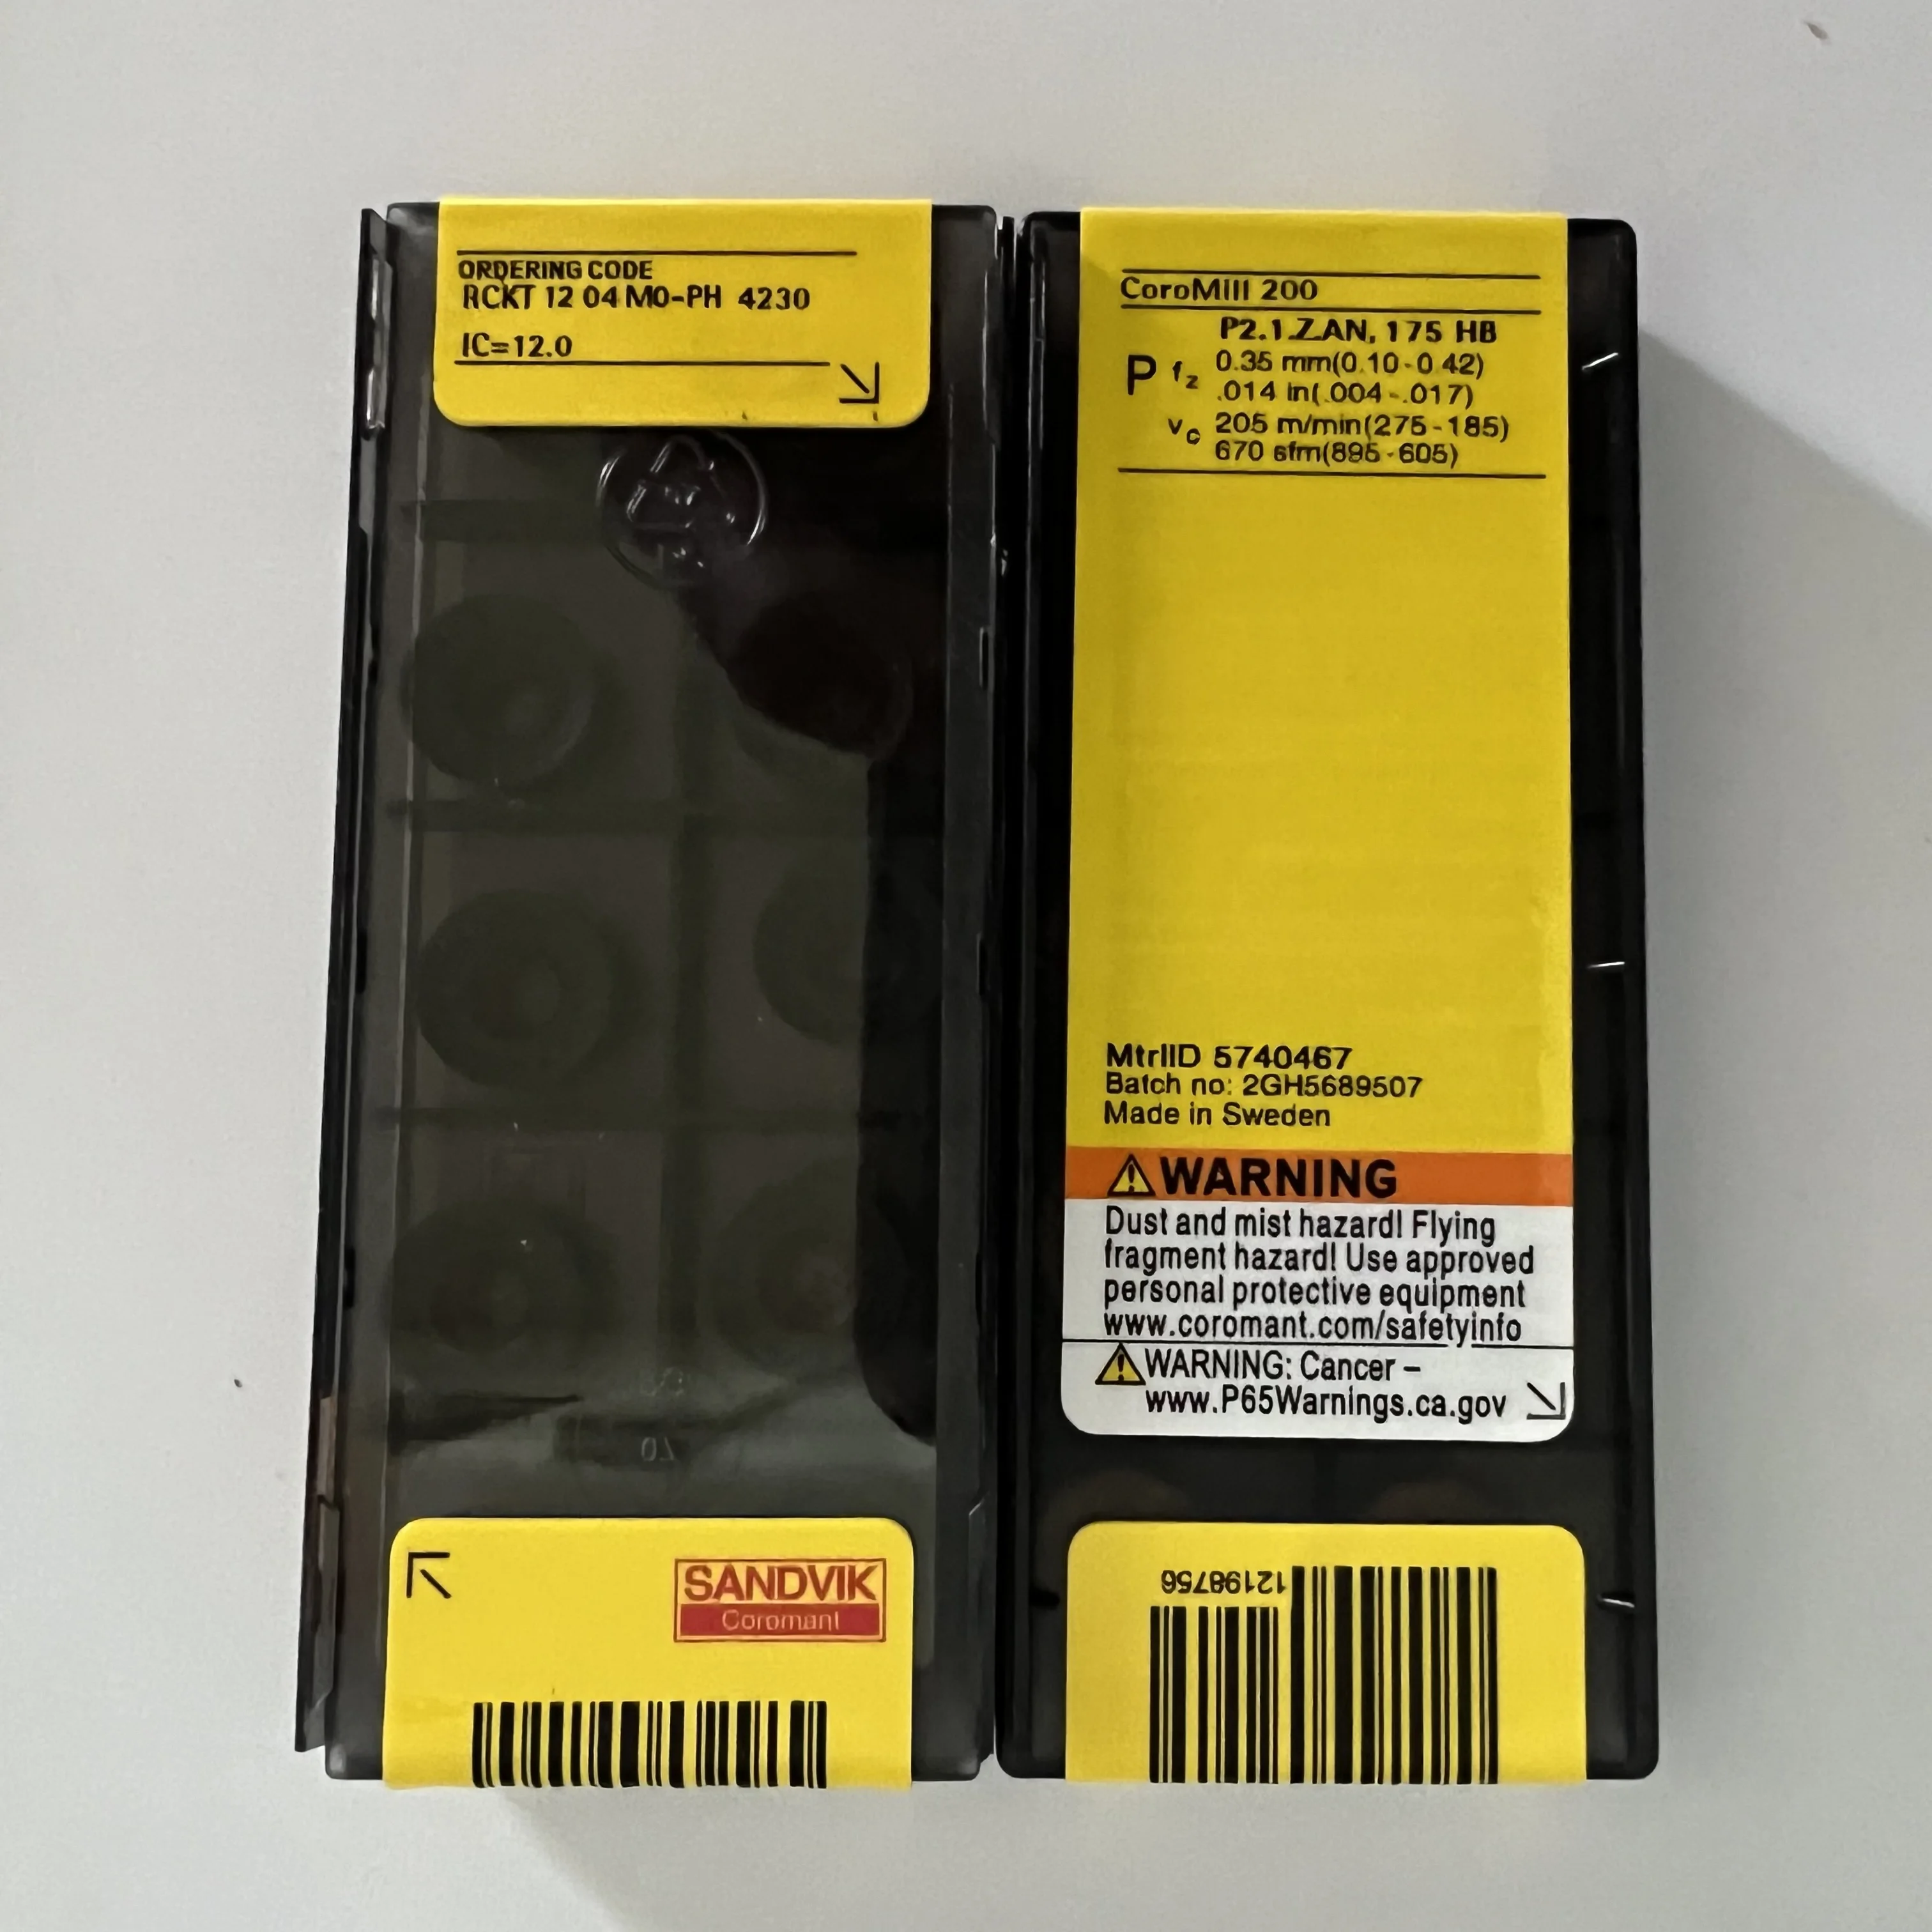 ORDERING CODE
RCKT 12 04 M0-PH 4230
IC=12.0
SANDVIK
Coromant
CoroMill 200
P2.1.Z.AN, 175 HB
P fz 0.35 mm(0.10-0.42)
.014 in(.004-.017)
vc 205 m/min(275-185)
670 sfm(895-605)
MtrlID 5740467
Batch no: 2GH5689507
Made in Sweden
WARNING
Dust and mist hazard! Flying
fragment hazard! Use approved
personal protective equipment
www.coromant.com/safetyinfo
WARNING: Cancer –
www.P65Warnings.ca.gov
12198756